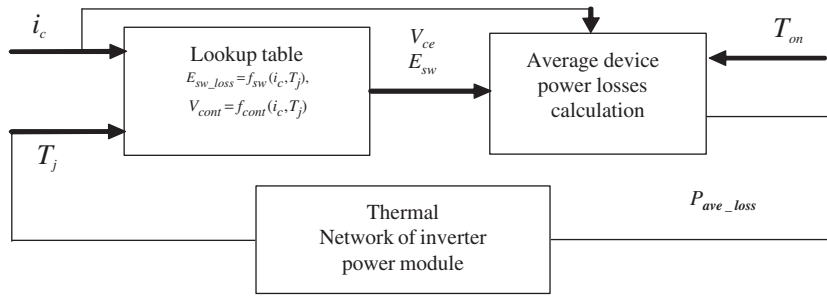 i_c
Lookup table
E_sw_loss = f_sw(i_c,T_j),
V_cont = f_cont(i_c,T_j)
V_ce
E_sw
Average device
power losses
calculation
T_on
T_j
Thermal
Network of inverter
power module
P_ave_loss